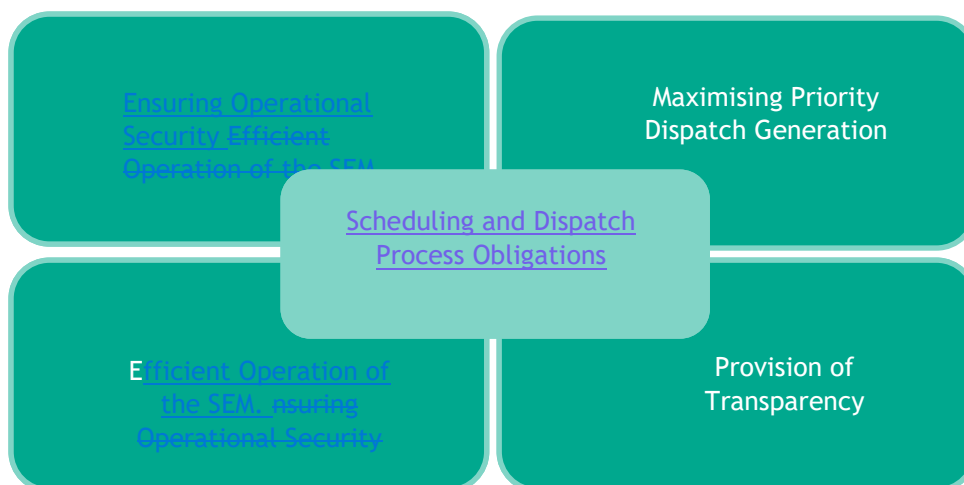 Ensuring Operational
Security Efficient
Operation of the SEM
Maximising Priority
Dispatch Generation
Scheduling and Dispatch
Process Obligations
Efficient Operation of
the SEM. nsuring
Operational Security
Provision of
Transparency